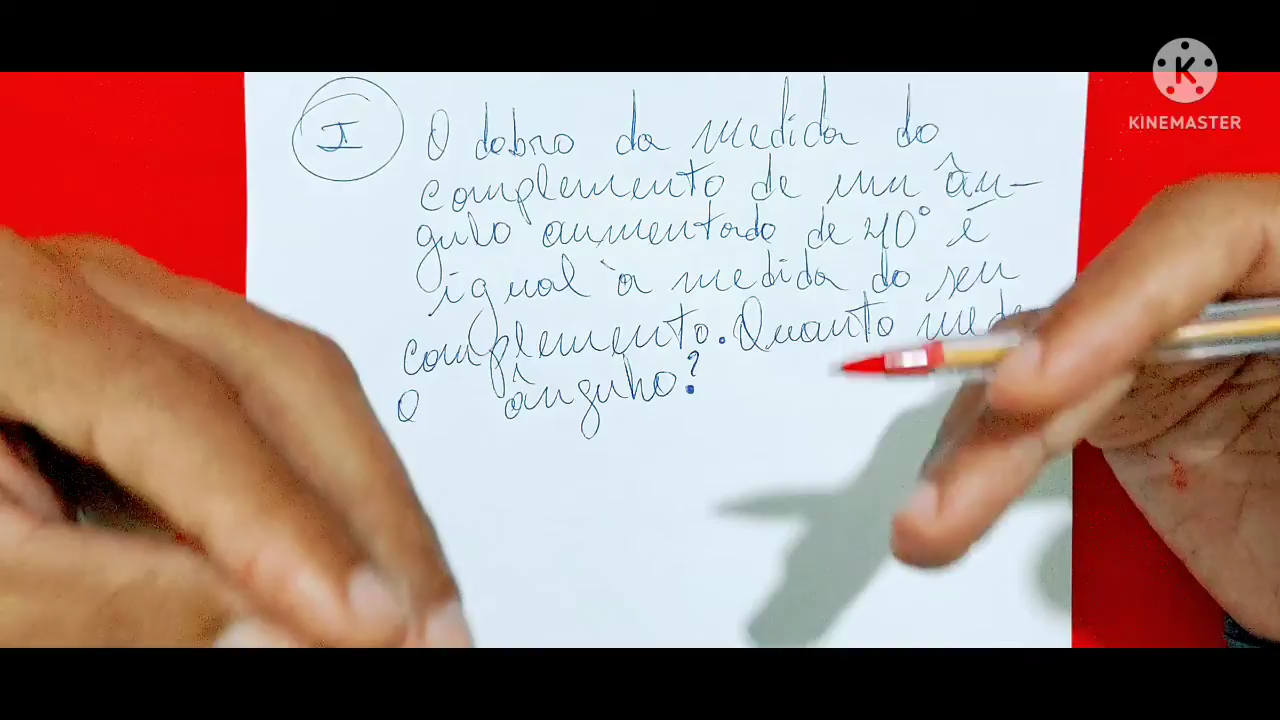 I
O dobro da medida do
complemento de um ân-
gulo aumentado de 40° é
igual à medida do seu
complemento. Quanto mede
o ângulo?
K
KINEMASTER